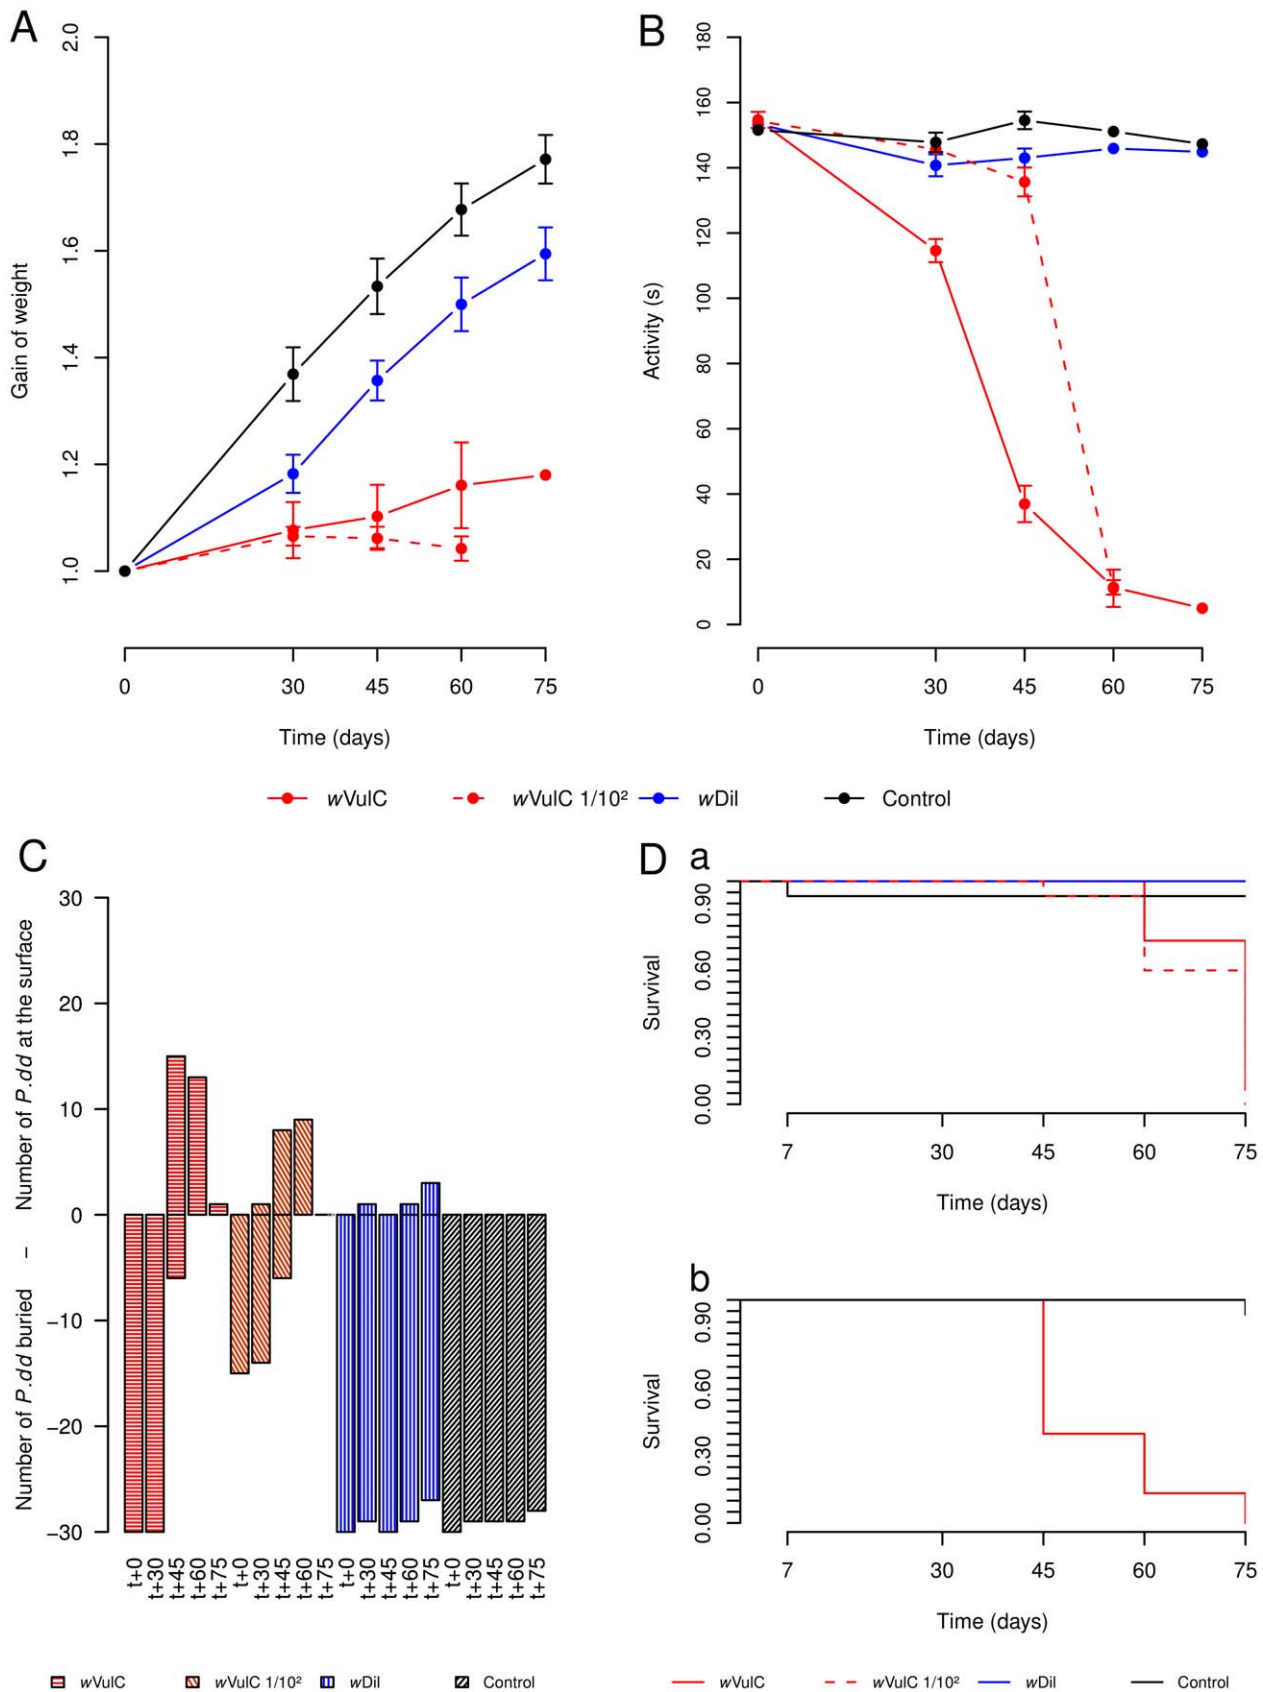 A
2.0
1.8
1.6
1.4
1.2
1.0
Gain of weight
0 30 45 60 75
Time (days)
B
180
160
140
120
100
80
60
40
20
0
Activity (s)
0 30 45 60 75
Time (days)
wVulC wVulC 1/10² wDil Control
C
30
20
10
0
−10
−20
−30
Number of P.dd buried – Number of P.dd at the surface
t+0 t+30 t+45 t+60 t+75 t+0 t+30 t+45 t+60 t+75 t+0 t+30 t+45 t+60 t+75 t+0 t+30 t+45 t+60 t+75
wVulC wVulC 1/10² wDil Control
D a
0.90
0.60
0.30
0.00
Survival
7 30 45 60 75
Time (days)
b
0.90
0.60
0.30
0.00
Survival
7 30 45 60 75
Time (days)
wVulC wVulC 1/10² wDil Control